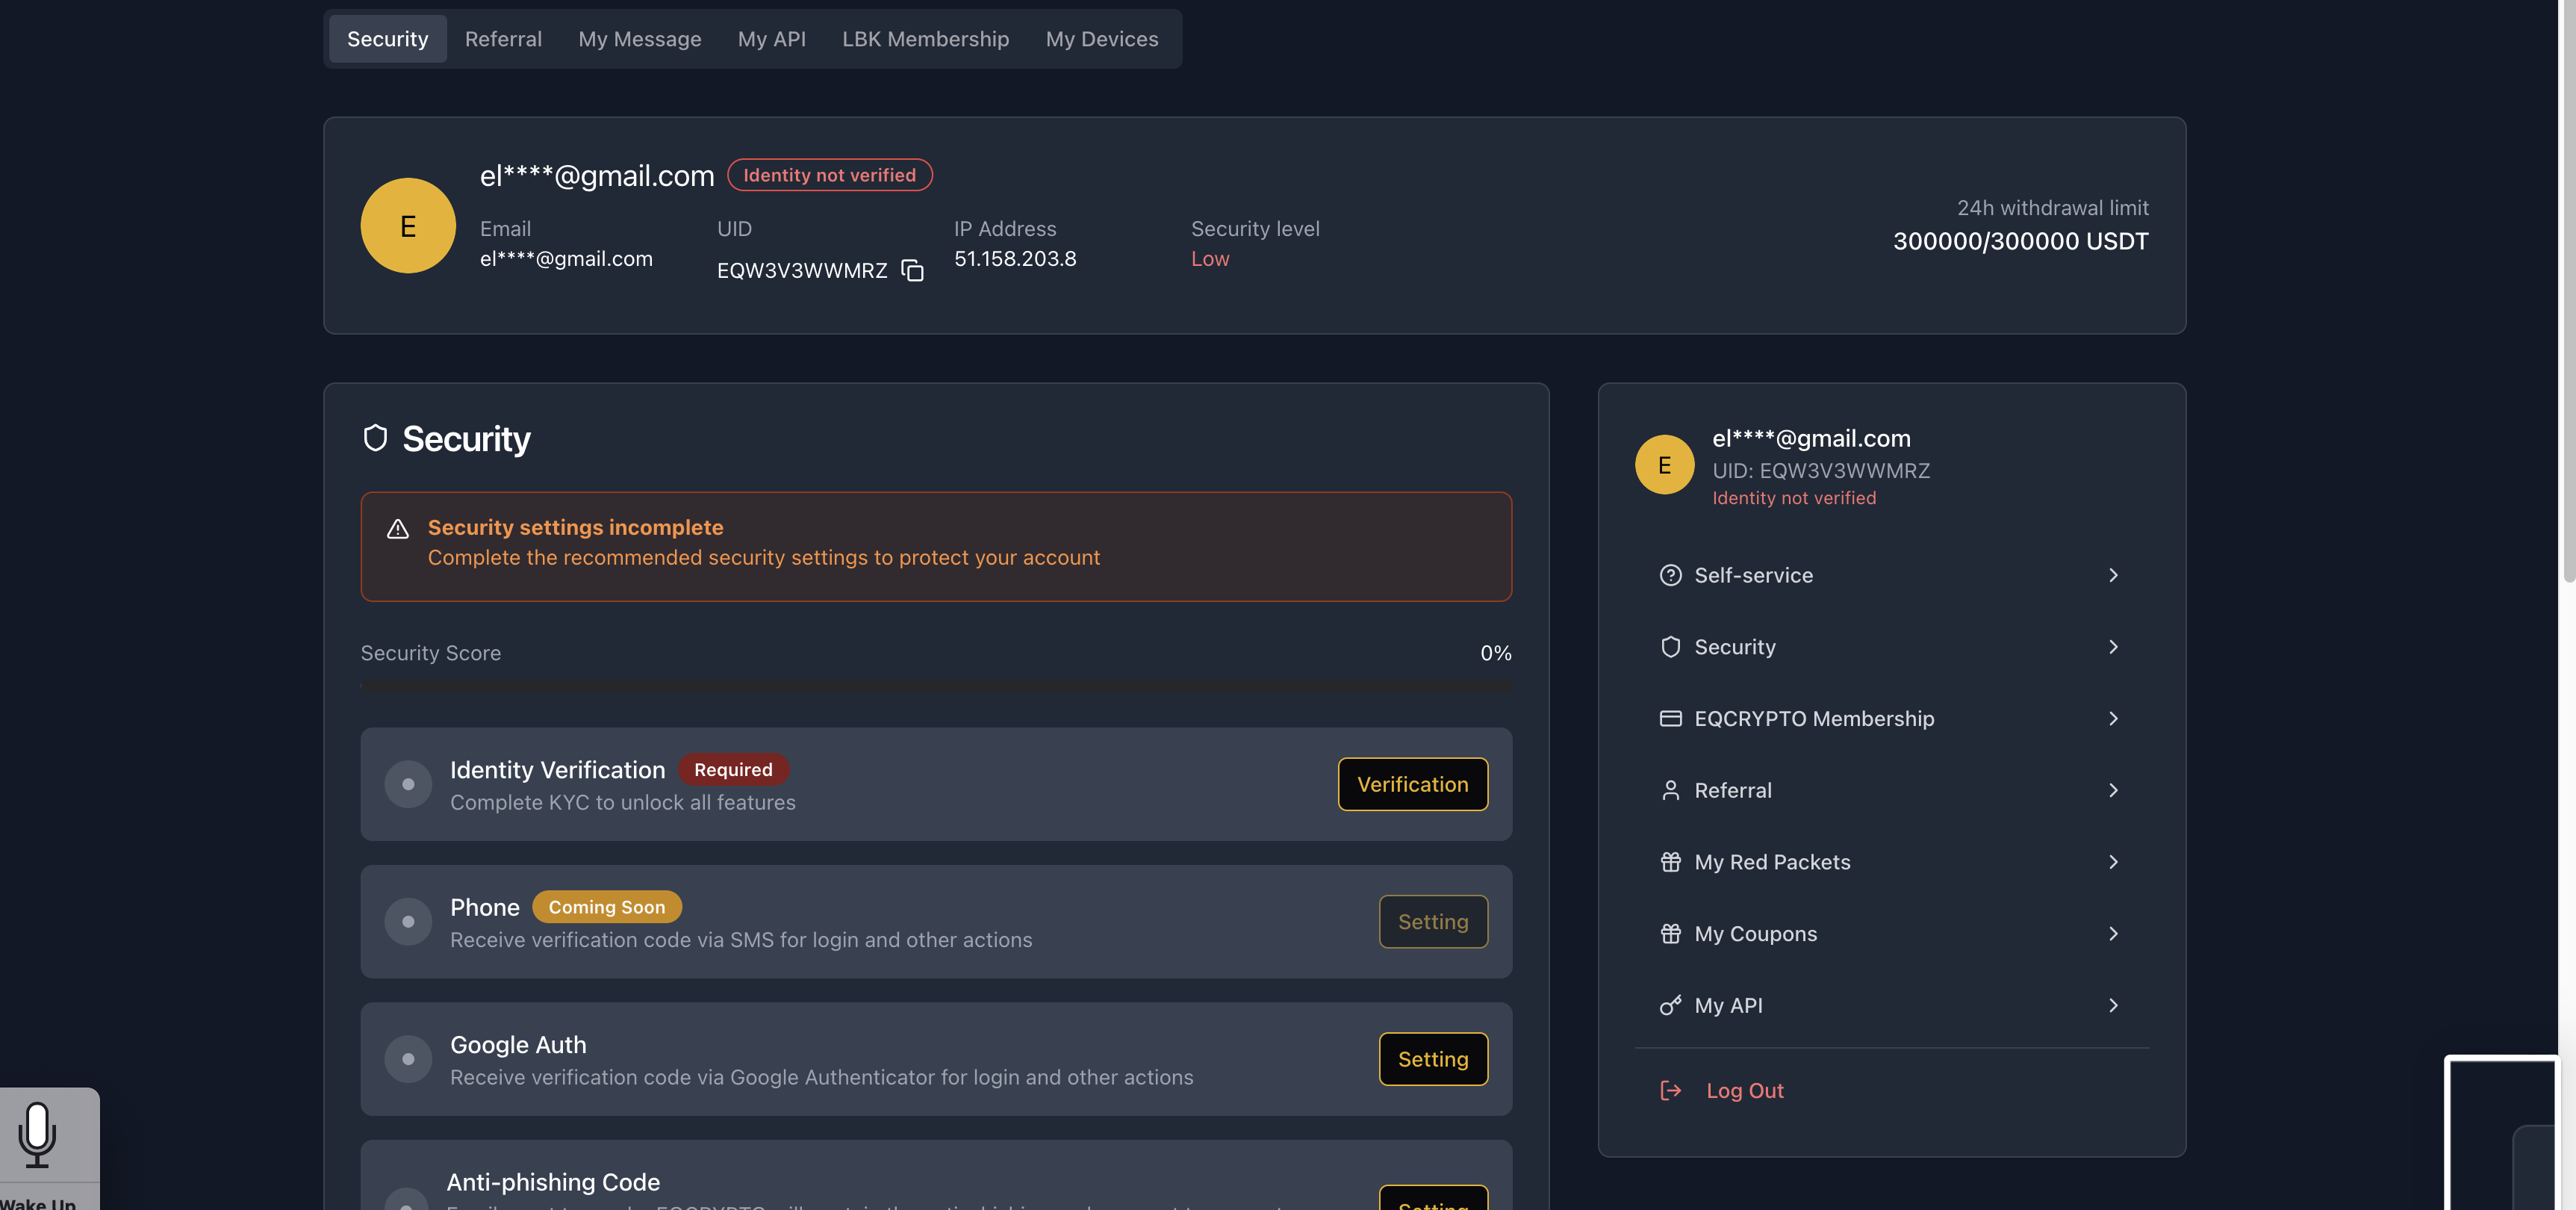 Security Referral My Message My API LBK Membership My Devices
el****@gmail.com Identity not verified
E
Email UID IP Address Security level
el****@gmail.com EQW3V3WWMRZ 51.158.203.8 Low
24h withdrawal limit
300000/300000 USDT
Security
Security settings incomplete
Complete the recommended security settings to protect your account
Security Score 0%
Identity Verification Required
Complete KYC to unlock all features
Verification
Phone Coming Soon
Receive verification code via SMS for login and other actions
Setting
Google Auth
Receive verification code via Google Authenticator for login and other actions
Setting
Anti-phishing Code
Setting
E
el****@gmail.com
UID: EQW3V3WWMRZ
Identity not verified
Self-service
Security
EQCRYPTO Membership
Referral
My Red Packets
My Coupons
My API
Log Out
Wake Up